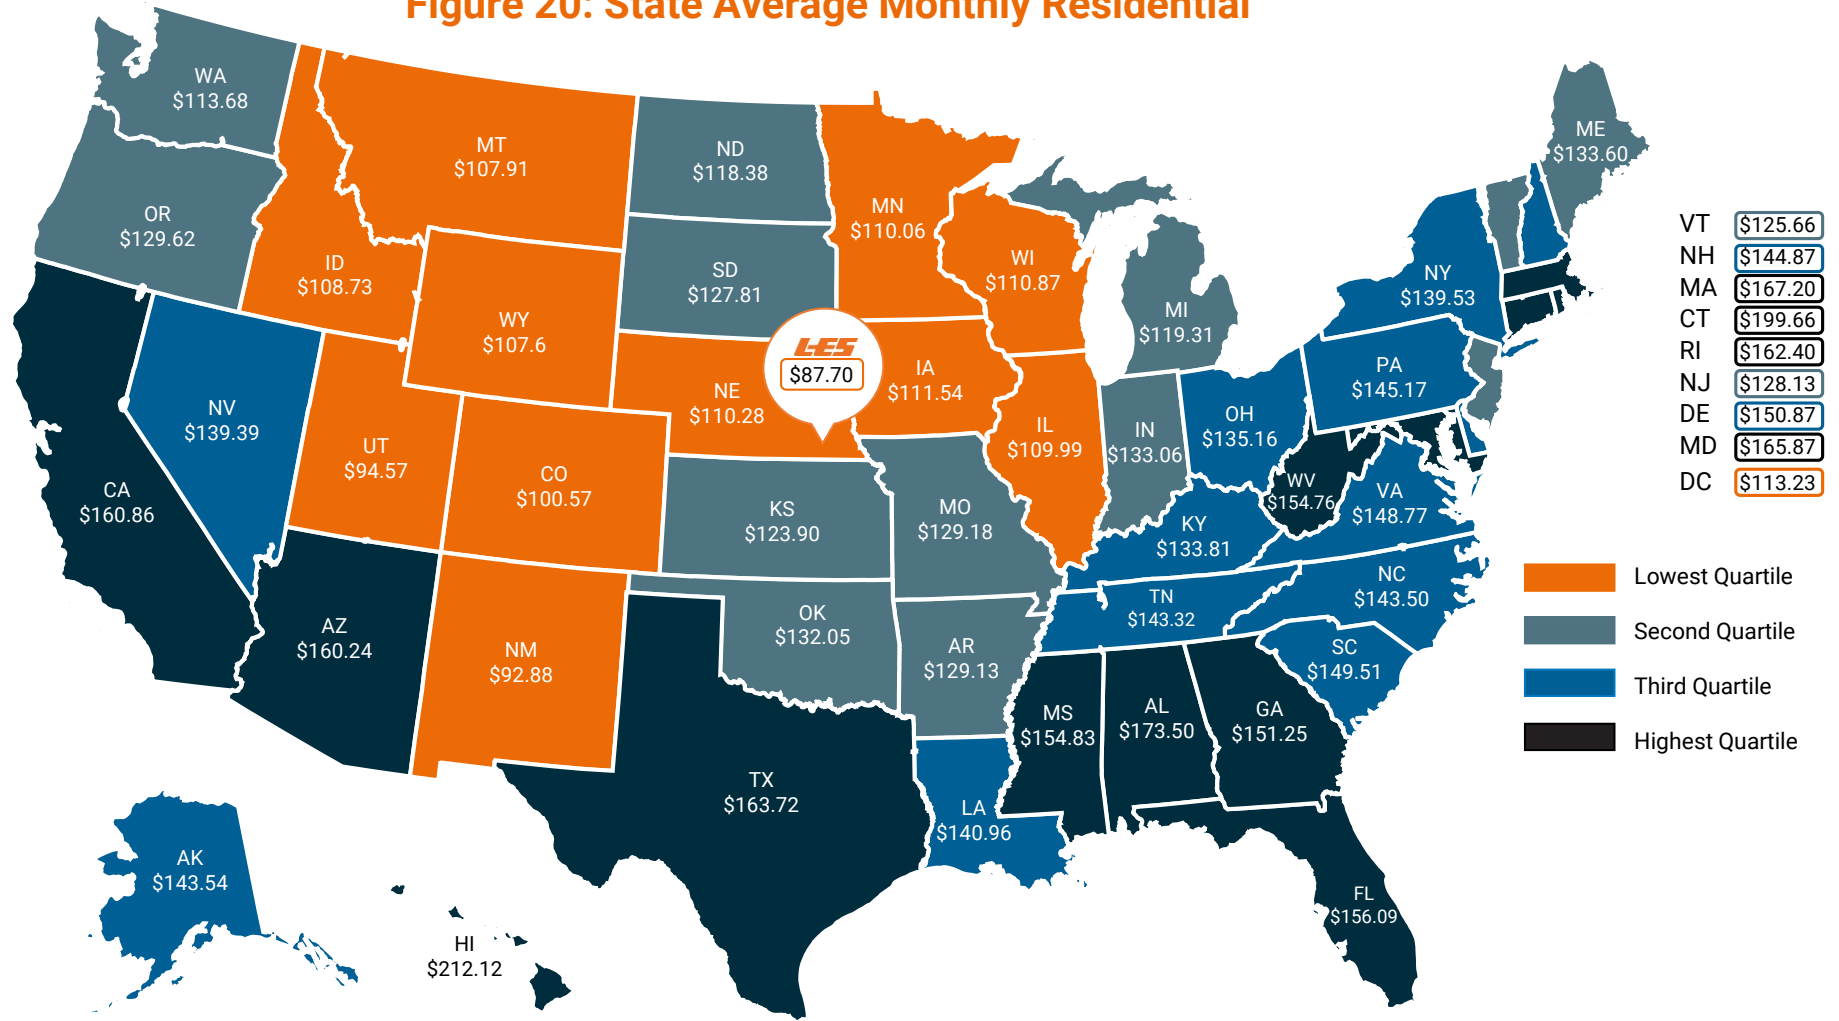 Figure 20: State Average Monthly Residential
WA
$113.68
OR
$129.62
CA
$160.86
NV
$139.39
ID
$108.73
MT
$107.91
WY
$107.6
UT
$94.57
CO
$100.57
AZ
$160.24
NM
$92.88
ND
$118.38
SD
$127.81
NE
$110.28
LES
$87.70
KS
$123.90
OK
$132.05
TX
$163.72
MN
$110.06
IA
$111.54
MO
$129.18
AR
$129.13
LA
$140.96
WI
$110.87
IL
$109.99
MI
$119.31
IN
$133.06
OH
$135.16
KY
$133.81
TN
$143.32
MS
$154.83
AL
$173.50
GA
$151.25
FL
$156.09
SC
$149.51
NC
$143.50
VA
$148.77
WV
$154.76
PA
$145.17
NY
$139.53
ME
$133.60
AK
$143.54
HI
$212.12
VT $125.66
NH $144.87
MA $167.20
CT $199.66
RI $162.40
NJ $128.13
DE $150.87
MD $165.87
DC $113.23
Lowest Quartile
Second Quartile
Third Quartile
Highest Quartile